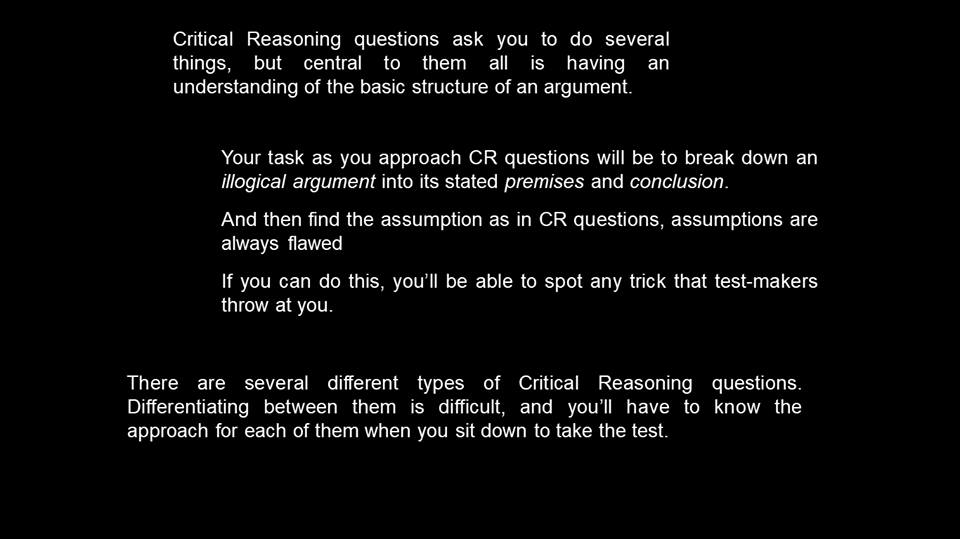 Critical Reasoning questions ask you to do several
things, but central to them all is having an
understanding of the basic structure of an argument.
Your task as you approach CR questions will be to break down an
illogical argument into its stated premises and conclusion.
And then find the assumption as in CR questions, assumptions are
always flawed
If you can do this, you’ll be able to spot any trick that test-makers
throw at you.
There are several different types of Critical Reasoning questions.
Differentiating between them is difficult, and you’ll have to know the
approach for each of them when you sit down to take the test.